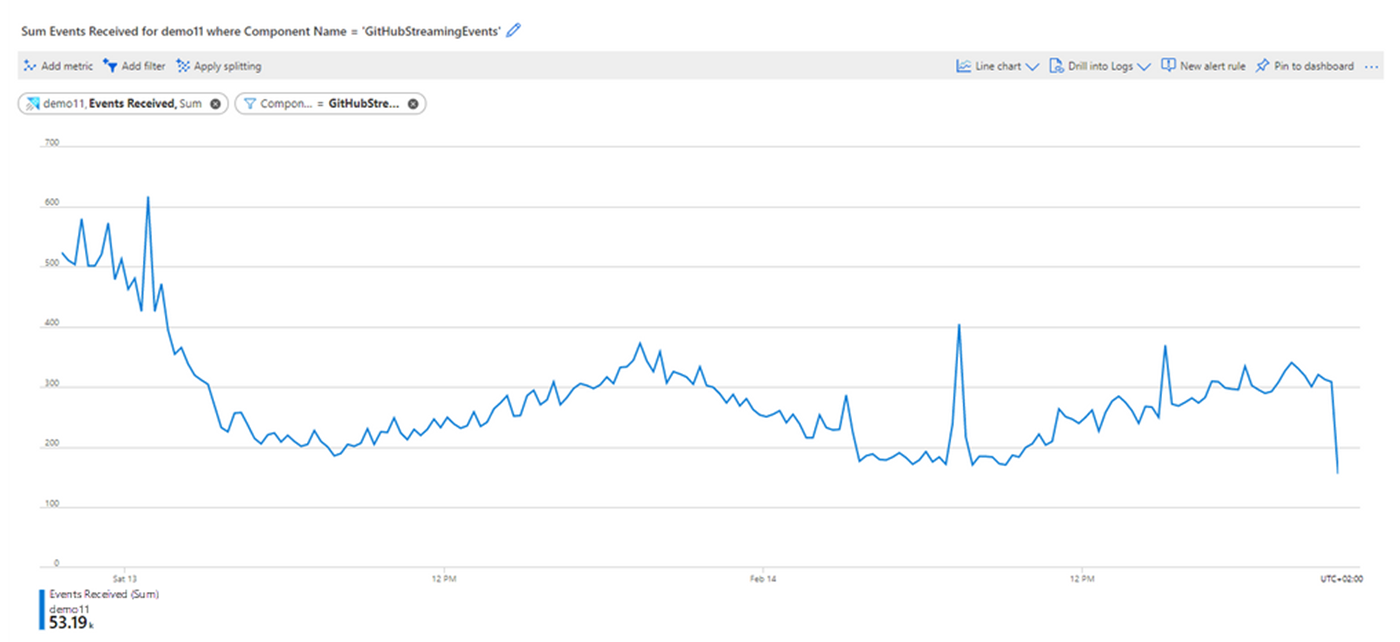 Sum Events Received for demo11 where Component Name = 'GitHubStreamingEvents'
Add metric Add filter Apply splitting Line chart Drill into Logs New alert rule Pin to dashboard ...
demo11, Events Received, Sum Compon... = GitHubStre...
700
600
500
400
300
200
100
0
Sat 13 12 PM Feb 14 12 PM UTC+02:00
Events Received (Sum)
demo11
53.19 k